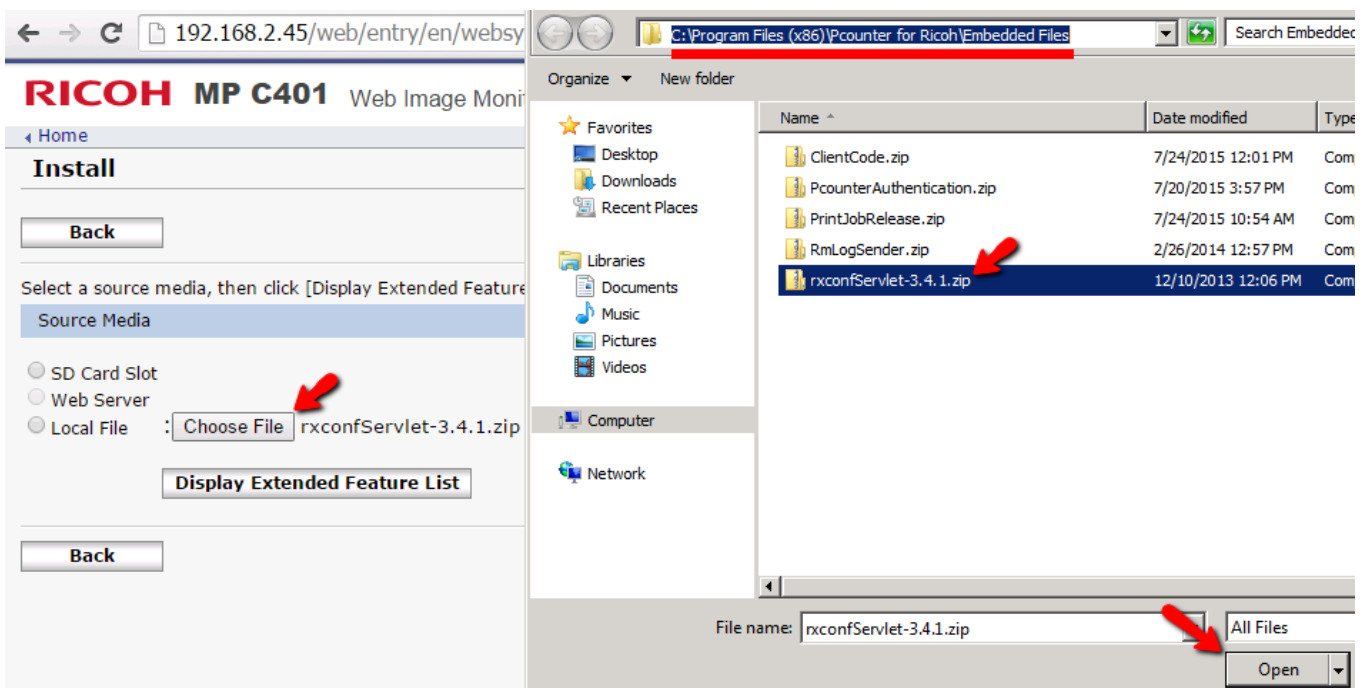 192.168.2.45/web/entry/en/websy
RICOH MP C401 Web Image Moni
Home
Install
Back
Select a source media, then click [Display Extended Feature
Source Media
SD Card Slot
Web Server
Local File : Choose File rxconfServlet-3.4.1.zip
Display Extended Feature List
Back
C:\Program Files (x86)\Pcounter for Ricoh\Embedded Files
Search Embedded
Organize New folder
Favorites
Desktop
Downloads
Recent Places
Libraries
Documents
Music
Pictures
Videos
Computer
Network
Name Date modified Type
ClientCode.zip 7/24/2015 12:01 PM Com
PcounterAuthentication.zip 7/20/2015 3:57 PM Com
PrintJobRelease.zip 7/24/2015 10:54 AM Com
RmLogSender.zip 2/26/2014 12:57 PM Com
rxconfServlet-3.4.1.zip 12/10/2013 12:06 PM Com
File name: rxconfServlet-3.4.1.zip All Files
Open